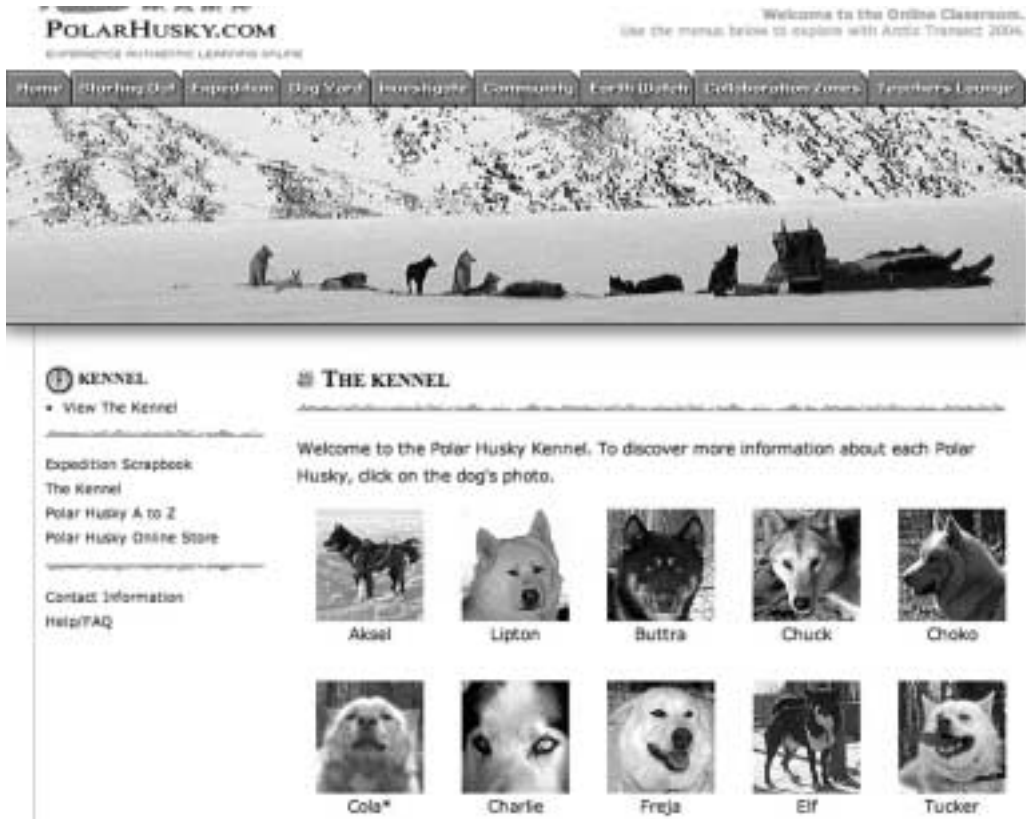 POLARHUSKY.COM
EXPERIENCE AUTHENTIC LEARNING ONLINE
Welcome to the Online Classroom.
Use the menus below to explore with Arctic Transect 2004.
Home Starting Out Expedition Dog Yard Investigate Community Earth Watch Collaboration Zones Teachers Lounge
KENNEL
• View The Kennel
Expedition Scrapbook
The Kennel
Polar Husky A to Z
Polar Husky Online Store
Contact Information
Help/FAQ
THE KENNEL
Welcome to the Polar Husky Kennel. To discover more information about each Polar
Husky, click on the dog's photo.
Aksel Lipton Buttra Chuck Choko
Cola* Charlie Freja Elf Tucker